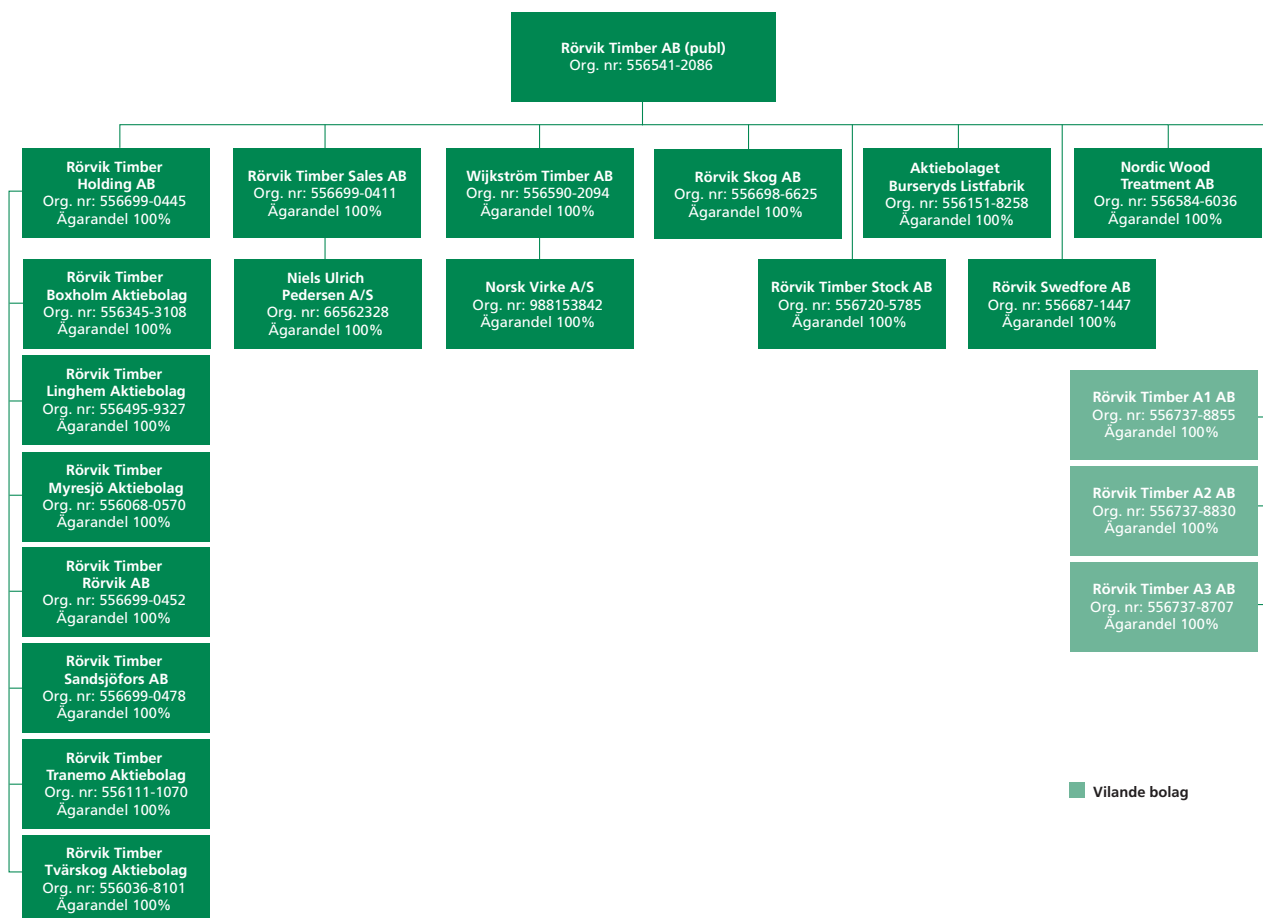 Rörvik Timber AB (publ)
Org. nr: 556541-2086
Rörvik Timber
Holding AB
Org. nr: 556699-0445
Ägarandel 100%
Rörvik Timber Sales AB
Org. nr: 556699-0411
Ägarandel 100%
Wijkström Timber AB
Org. nr: 556590-2094
Ägarandel 100%
Rörvik Skog AB
Org. nr: 556698-6625
Ägarandel 100%
Aktiebolaget
Burseryds Listfabrik
Org. nr: 556151-8258
Ägarandel 100%
Nordic Wood
Treatment AB
Org. nr: 556584-6036
Ägarandel 100%
Rörvik Timber
Boxholm Aktiebolag
Org. nr: 556345-3108
Ägarandel 100%
Niels Ulrich
Pedersen A/S
Org. nr: 66562328
Ägarandel 100%
Norsk Virke A/S
Org. nr: 988153842
Ägarandel 100%
Rörvik Timber Stock AB
Org. nr: 556720-5785
Ägarandel 100%
Rörvik Swedfore AB
Org. nr: 556687-1447
Ägarandel 100%
Rörvik Timber
Linghem Aktiebolag
Org. nr: 556495-9327
Ägarandel 100%
Rörvik Timber A1 AB
Org. nr: 556737-8855
Ägarandel 100%
Rörvik Timber
Myresjö Aktiebolag
Org. nr: 556068-0570
Ägarandel 100%
Rörvik Timber A2 AB
Org. nr: 556737-8830
Ägarandel 100%
Rörvik Timber
Rörvik AB
Org. nr: 556699-0452
Ägarandel 100%
Rörvik Timber A3 AB
Org. nr: 556737-8707
Ägarandel 100%
Rörvik Timber
Sandsjöfors AB
Org. nr: 556699-0478
Ägarandel 100%
Rörvik Timber
Tranemo Aktiebolag
Org. nr: 556111-1070
Ägarandel 100%
Vilande bolag
Rörvik Timber
Tvärskog Aktiebolag
Org. nr: 556036-8101
Ägarandel 100%